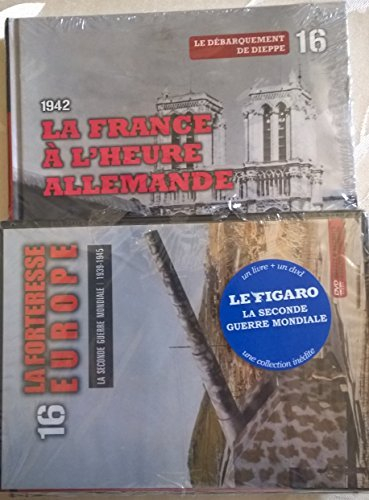 LE DÉBARQUEMENT
DE DIEPPE
16
1942
LA FRANCE
À L'HEURE
ALLEMANDE
16
LA FORTERESSE
EUROPE
LA SECONDE GUERRE MONDIALE | 1939-1945
un livre + un dvd
LE FIGARO
LA SECONDE
GUERRE MONDIALE
une collection inédite
DVD